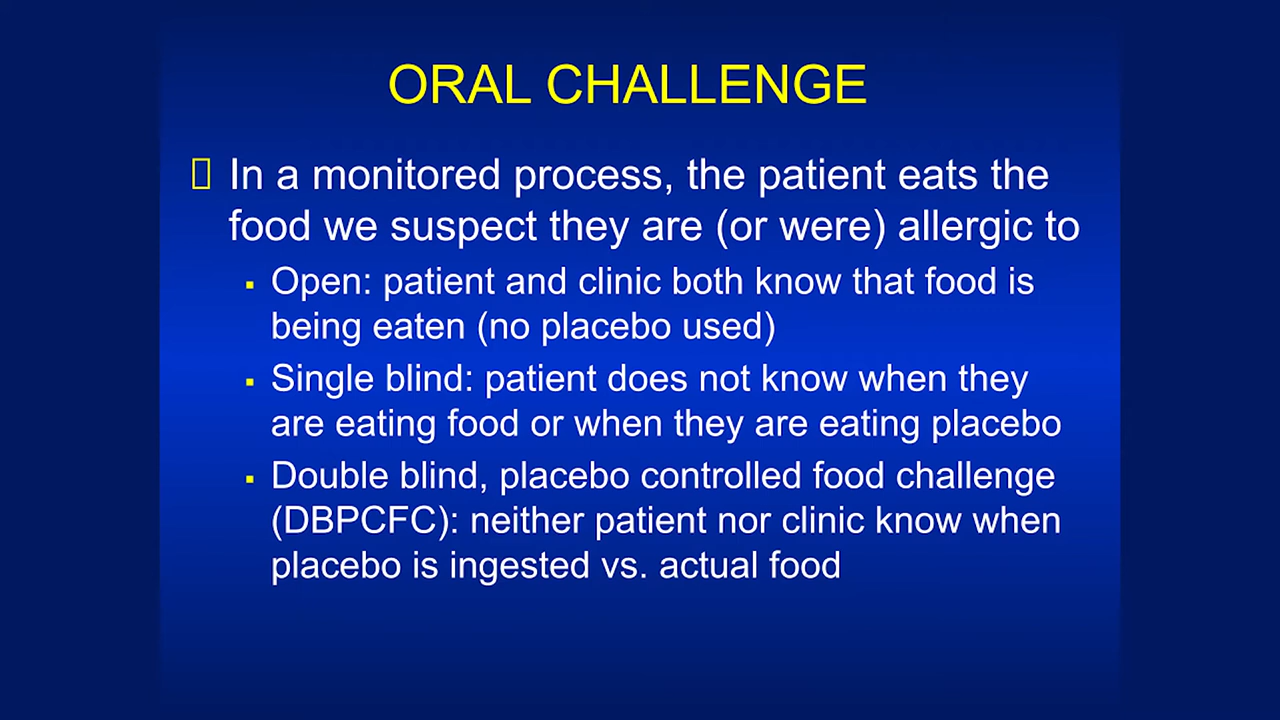 ORAL CHALLENGE
In a monitored process, the patient eats the
food we suspect they are (or were) allergic to
▪ Open: patient and clinic both know that food is
being eaten (no placebo used)
▪ Single blind: patient does not know when they
are eating food or when they are eating placebo
▪ Double blind, placebo controlled food challenge
(DBPCFC): neither patient nor clinic know when
placebo is ingested vs. actual food